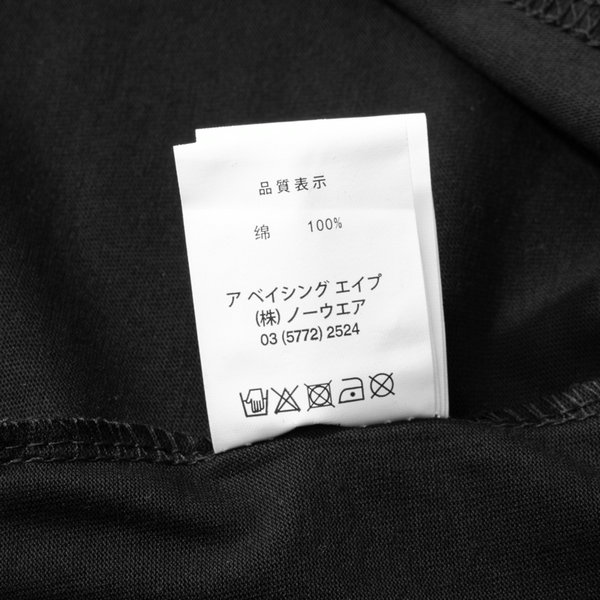 品質表示
綿 100%
ア ベイシング エイプ
(株) ノーウエア
03 (5772) 2524